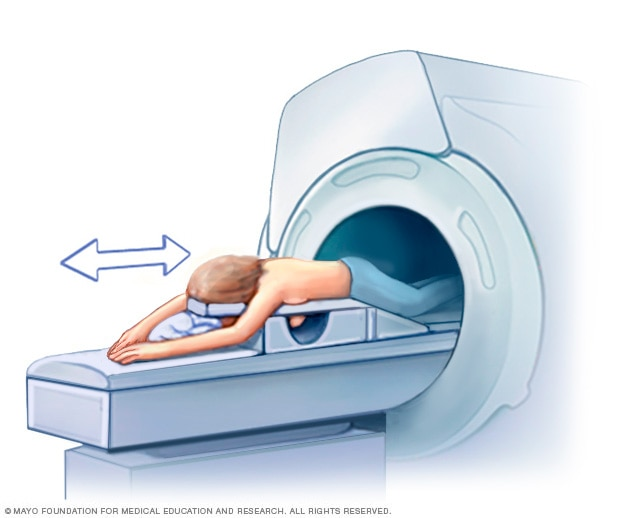 © MAYO FOUNDATION FOR MEDICAL EDUCATION AND RESEARCH. ALL RIGHTS RESERVED.